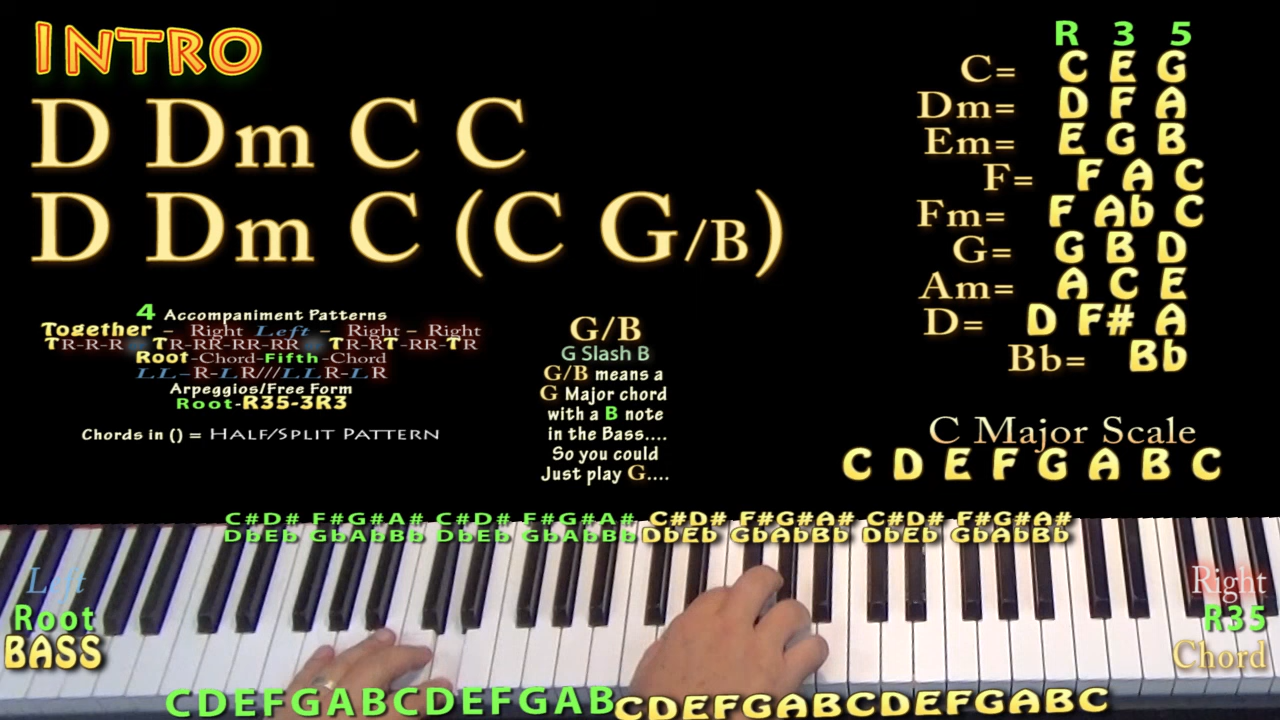 INTRO
D Dm C C
D Dm C (C G/B)
4 Accompaniment Patterns
Together – Right Left – Right – Right
TR-R-R TR-RR-RR-RR TR-RT-RR-TR
Root-Chord-Fifth-Chord
LL-R-LR///LLR-LR
Arpeggios/Free Form
Root-R35-3R3
Chords in () = HALF/SPLIT PATTERN
G/B
G Slash B
G/B means a
G Major chord
with a B note
in the Bass....
So you could
Just play G....
R 3 5
C= C E G
Dm= D F A
Em= E G B
F= F A C
Fm= F Ab C
G= G B D
Am= A C E
D= D F# A
Bb= Bb
C Major Scale
C D E F G A B C
C#D# F#G#A# C#D# F#G#A# C#D# F#G#A# C#D# F#G#A#
DbEb GbAbBb DbEb GbAbBb DbEb GbAbBb DbEb GbAbBb
Left
Root
BASS
Right
R35
Chord
CDEFGABCDEFGAB CDEFGABCDEFGABC